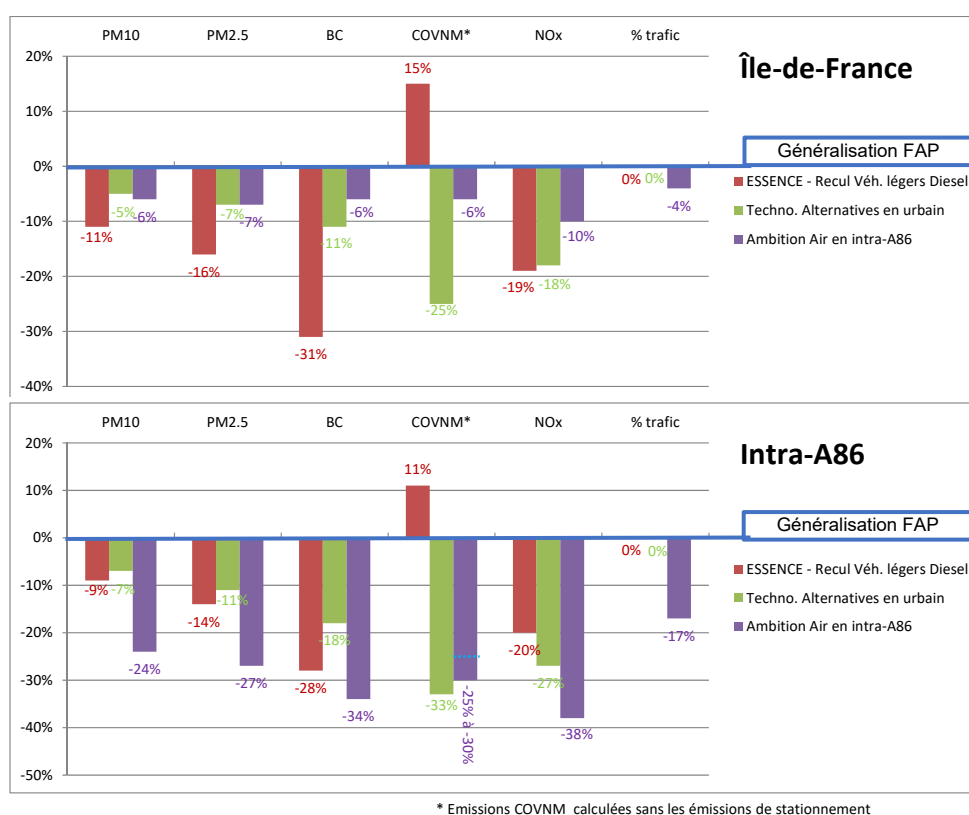 PM10 PM2.5 BC COVNM* NOx % trafic
Île-de-France
20%
10%
0%
-10%
-20%
-30%
-40%
-11% -5% -6%
-16% -7% -7%
-31% -11% -6%
15% -25% -6%
-19% -18% -10%
0% 0% -4%
Généralisation FAP
ESSENCE - Recul Véh. légers Diesel
Techno. Alternatives en urbain
Ambition Air en intra-A86
PM10 PM2.5 BC COVNM* NOx % trafic
Intra-A86
20%
10%
0%
-10%
-20%
-30%
-40%
-50%
-9% -7% -24%
-14% -11% -27%
-28% -18% -34%
11% -33% -25% à -30%
-20% -27% -38%
0% 0% -17%
Généralisation FAP
ESSENCE - Recul Véh. légers Diesel
Techno. Alternatives en urbain
Ambition Air en intra-A86
* Emissions COVNM calculées sans les émissions de stationnement